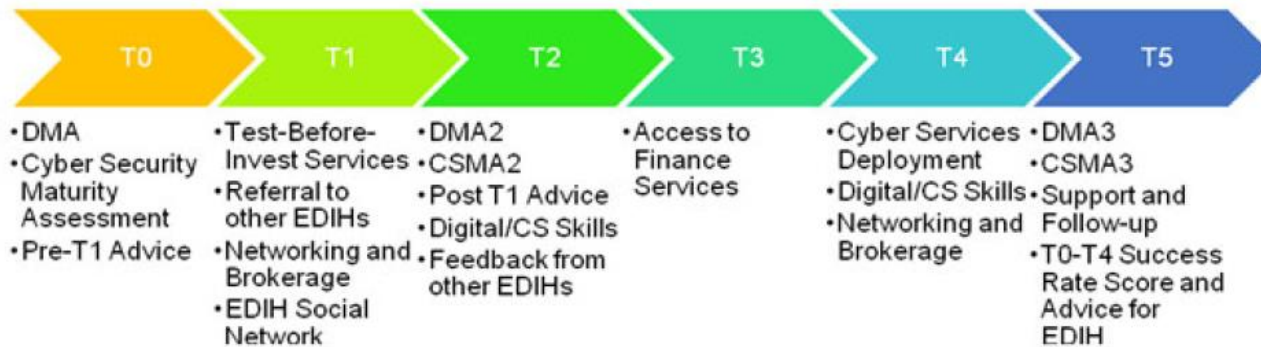 T0
T1
T2
T3
T4
T5
•DMA
•Cyber Security
Maturity
Assessment
•Pre-T1 Advice
•Test-Before-
Invest Services
•Referral to
other EDIHs
•Networking and
Brokerage
•EDIH Social
Network
•DMA2
•CSMA2
•Post T1 Advice
•Digital/CS Skills
•Feedback from
other EDIHs
•Access to
Finance
Services
•Cyber Services
Deployment
•Digital/CS Skills
•Networking and
Brokerage
•DMA3
•CSMA3
•Support and
Follow-up
•T0-T4 Success
Rate Score and
Advice for
EDIH